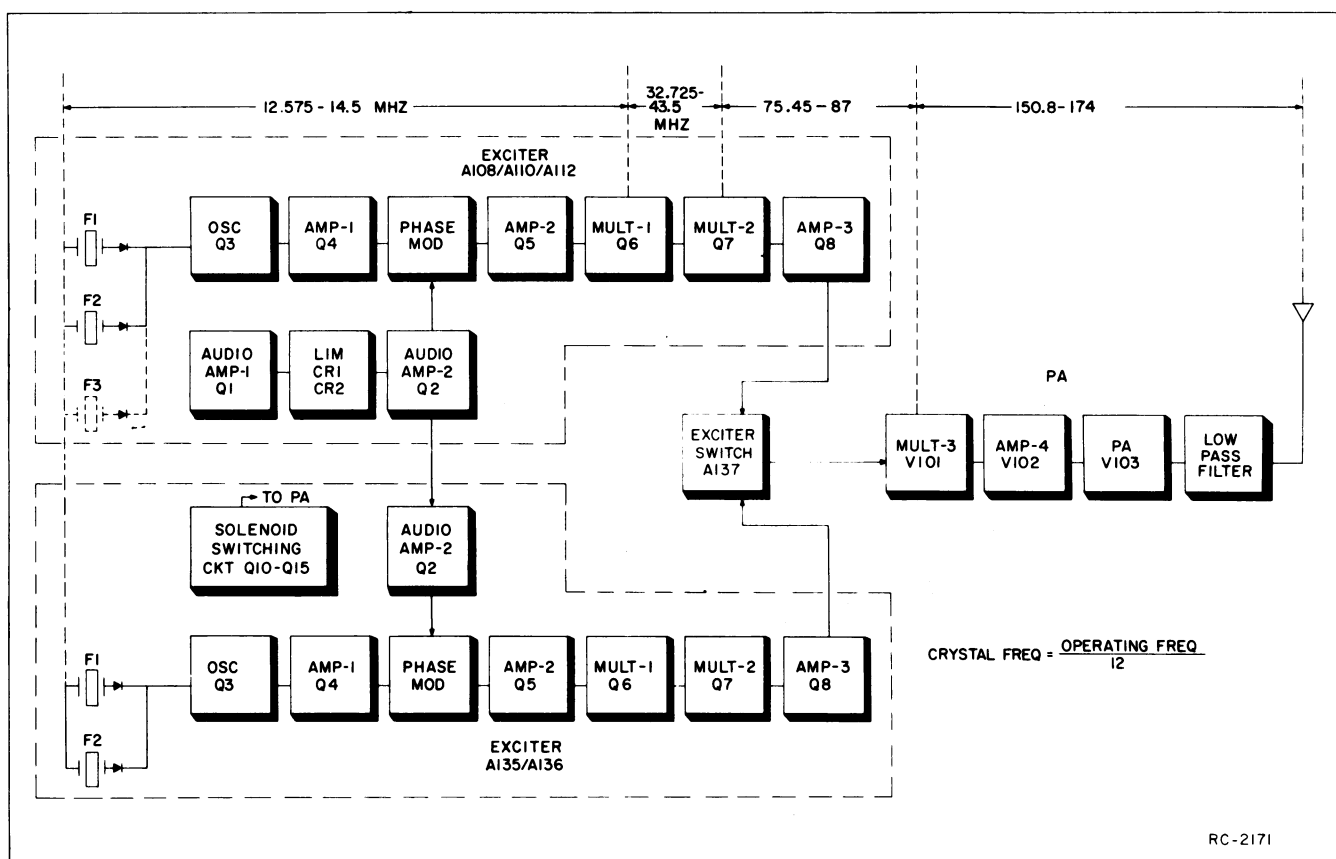 12.575-14.5 MHZ
32.725-
43.5
MHZ
75.45-87
150.8-174
EXCITER
A108/A110/A112
F1
OSC
Q3
AMP-1
Q4
PHASE
MOD
AMP-2
Q5
MULT-1
Q6
MULT-2
Q7
AMP-3
Q8
F2
F3
AUDIO
AMP-1
Q1
LIM
CR1
CR2
AUDIO
AMP-2
Q2
PA
EXCITER
SWITCH
A137
MULT-3
V101
AMP-4
V102
PA
V103
LOW
PASS
FILTER
TO PA
SOLENOID
SWITCHING
CKT Q10-Q15
AUDIO
AMP-2
Q2
F1
OSC
Q3
AMP-1
Q4
PHASE
MOD
AMP-2
Q5
MULT-1
Q6
MULT-2
Q7
AMP-3
Q8
F2
EXCITER
A135/A136
CRYSTAL FREQ = OPERATING FREQ
12
RC-2171